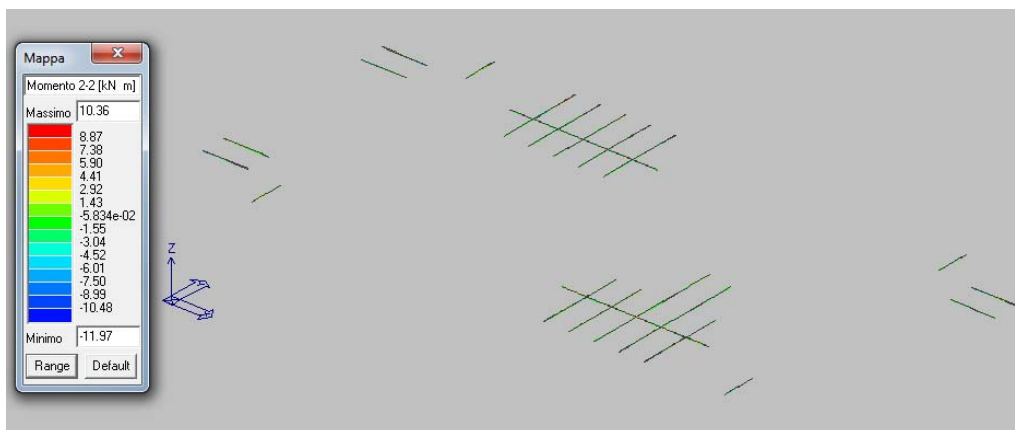 Mappa
Momento 2-2 [kN m]
Massimo 10.36
8.87
7.38
5.90
4.41
2.92
1.43
-5.834e-02
-1.55
-3.04
-4.52
-6.01
-7.50
-8.99
-10.48
Minimo -11.97
Range Default
Z